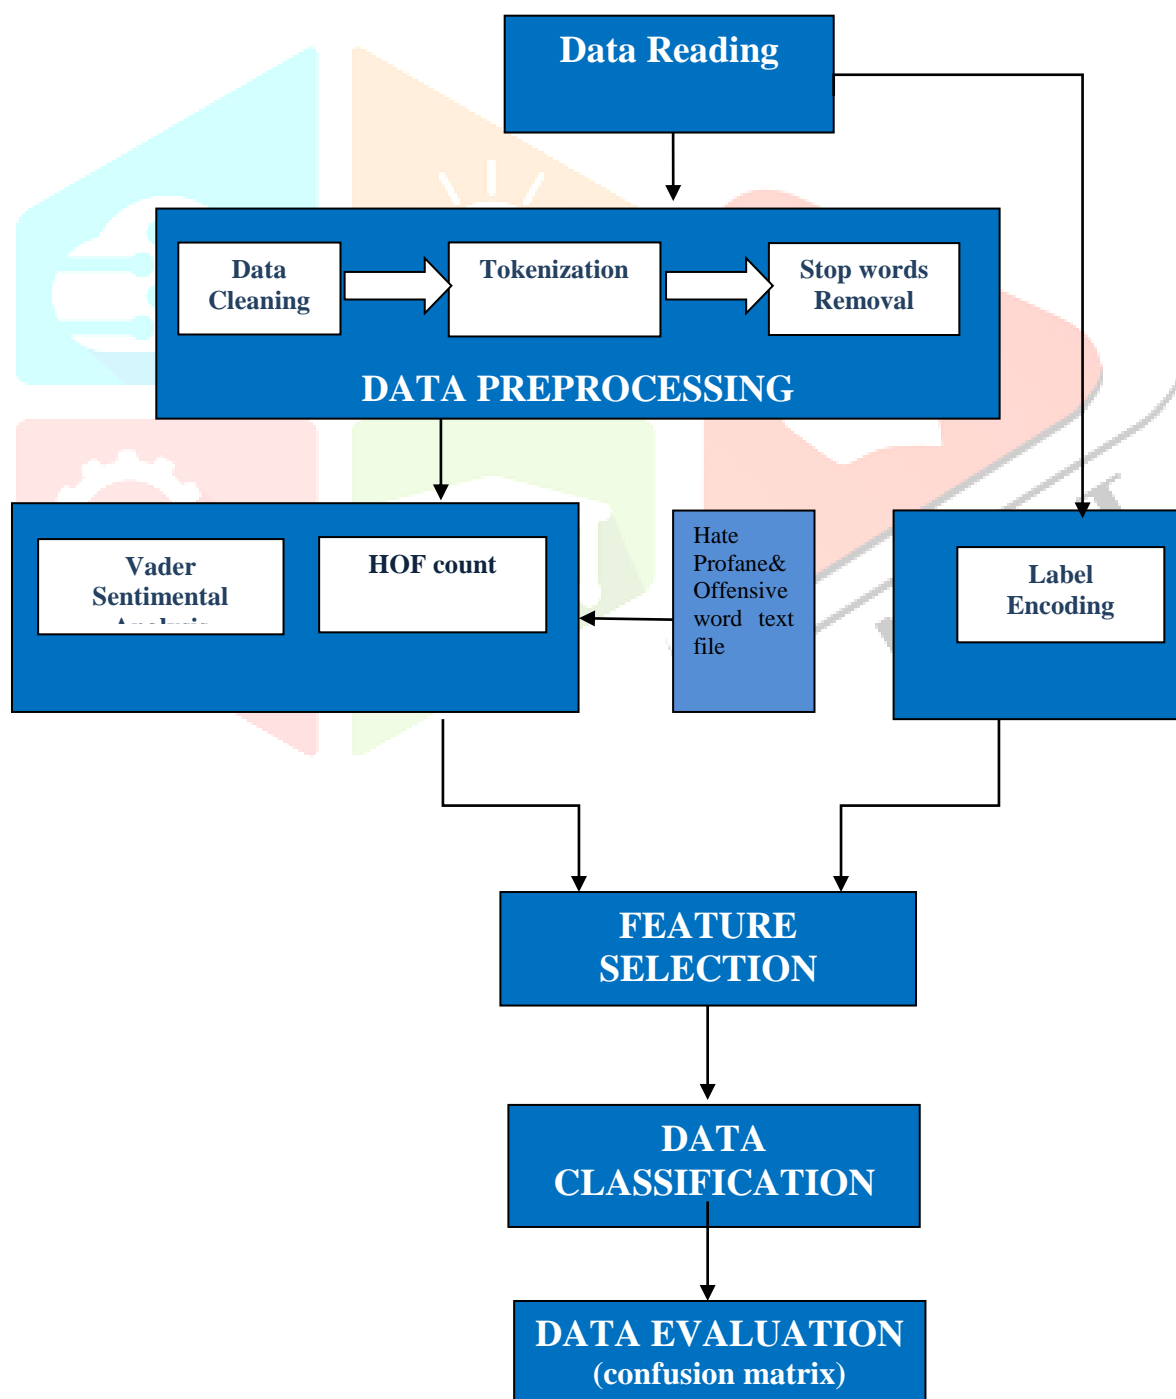 Data Reading
Data
Cleaning
Tokenization
Stop words
Removal
DATA PREPROCESSING
Vader
Sentimental
Analysis
HOF count
Hate
Profane&
Offensive
word text
file
Label
Encoding
FEATURE
SELECTION
DATA
CLASSIFICATION
DATA EVALUATION
(confusion matrix)